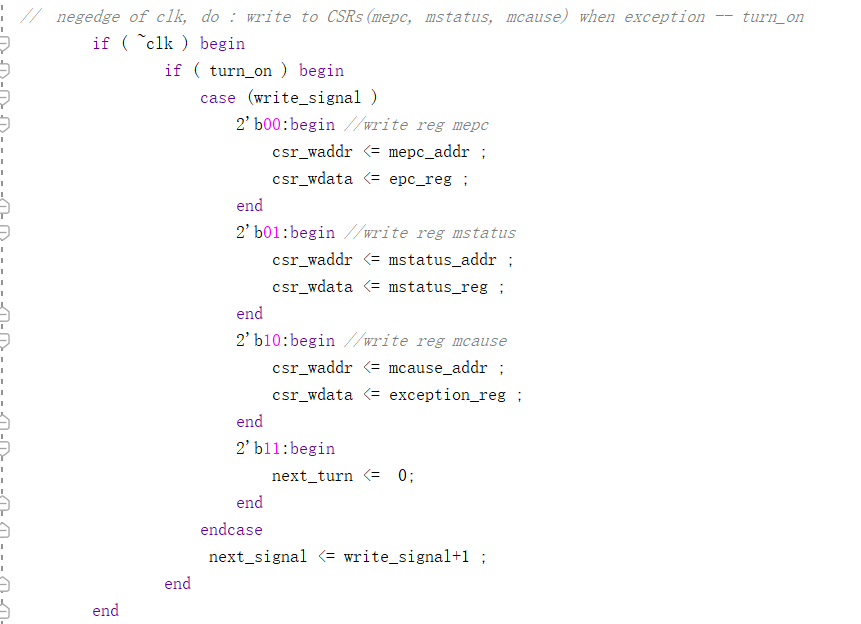 // negedge of clk, do : write to CSRs(mepc, mstatus, mcause) when exception -- turn_on
if ( ~clk ) begin
if ( turn_on ) begin
case (write_signal )
2'b00:begin //write reg mepc
csr_waddr <= mepc_addr ;
csr_wdata <= epc_reg ;
end
2'b01:begin //write reg mstatus
csr_waddr <= mstatus_addr ;
csr_wdata <= mstatus_reg ;
end
2'b10:begin //write reg mcause
csr_waddr <= mcause_addr ;
csr_wdata <= exception_reg ;
end
2'b11:begin
next_turn <= 0;
end
endcase
next_signal <= write_signal+1 ;
end
end